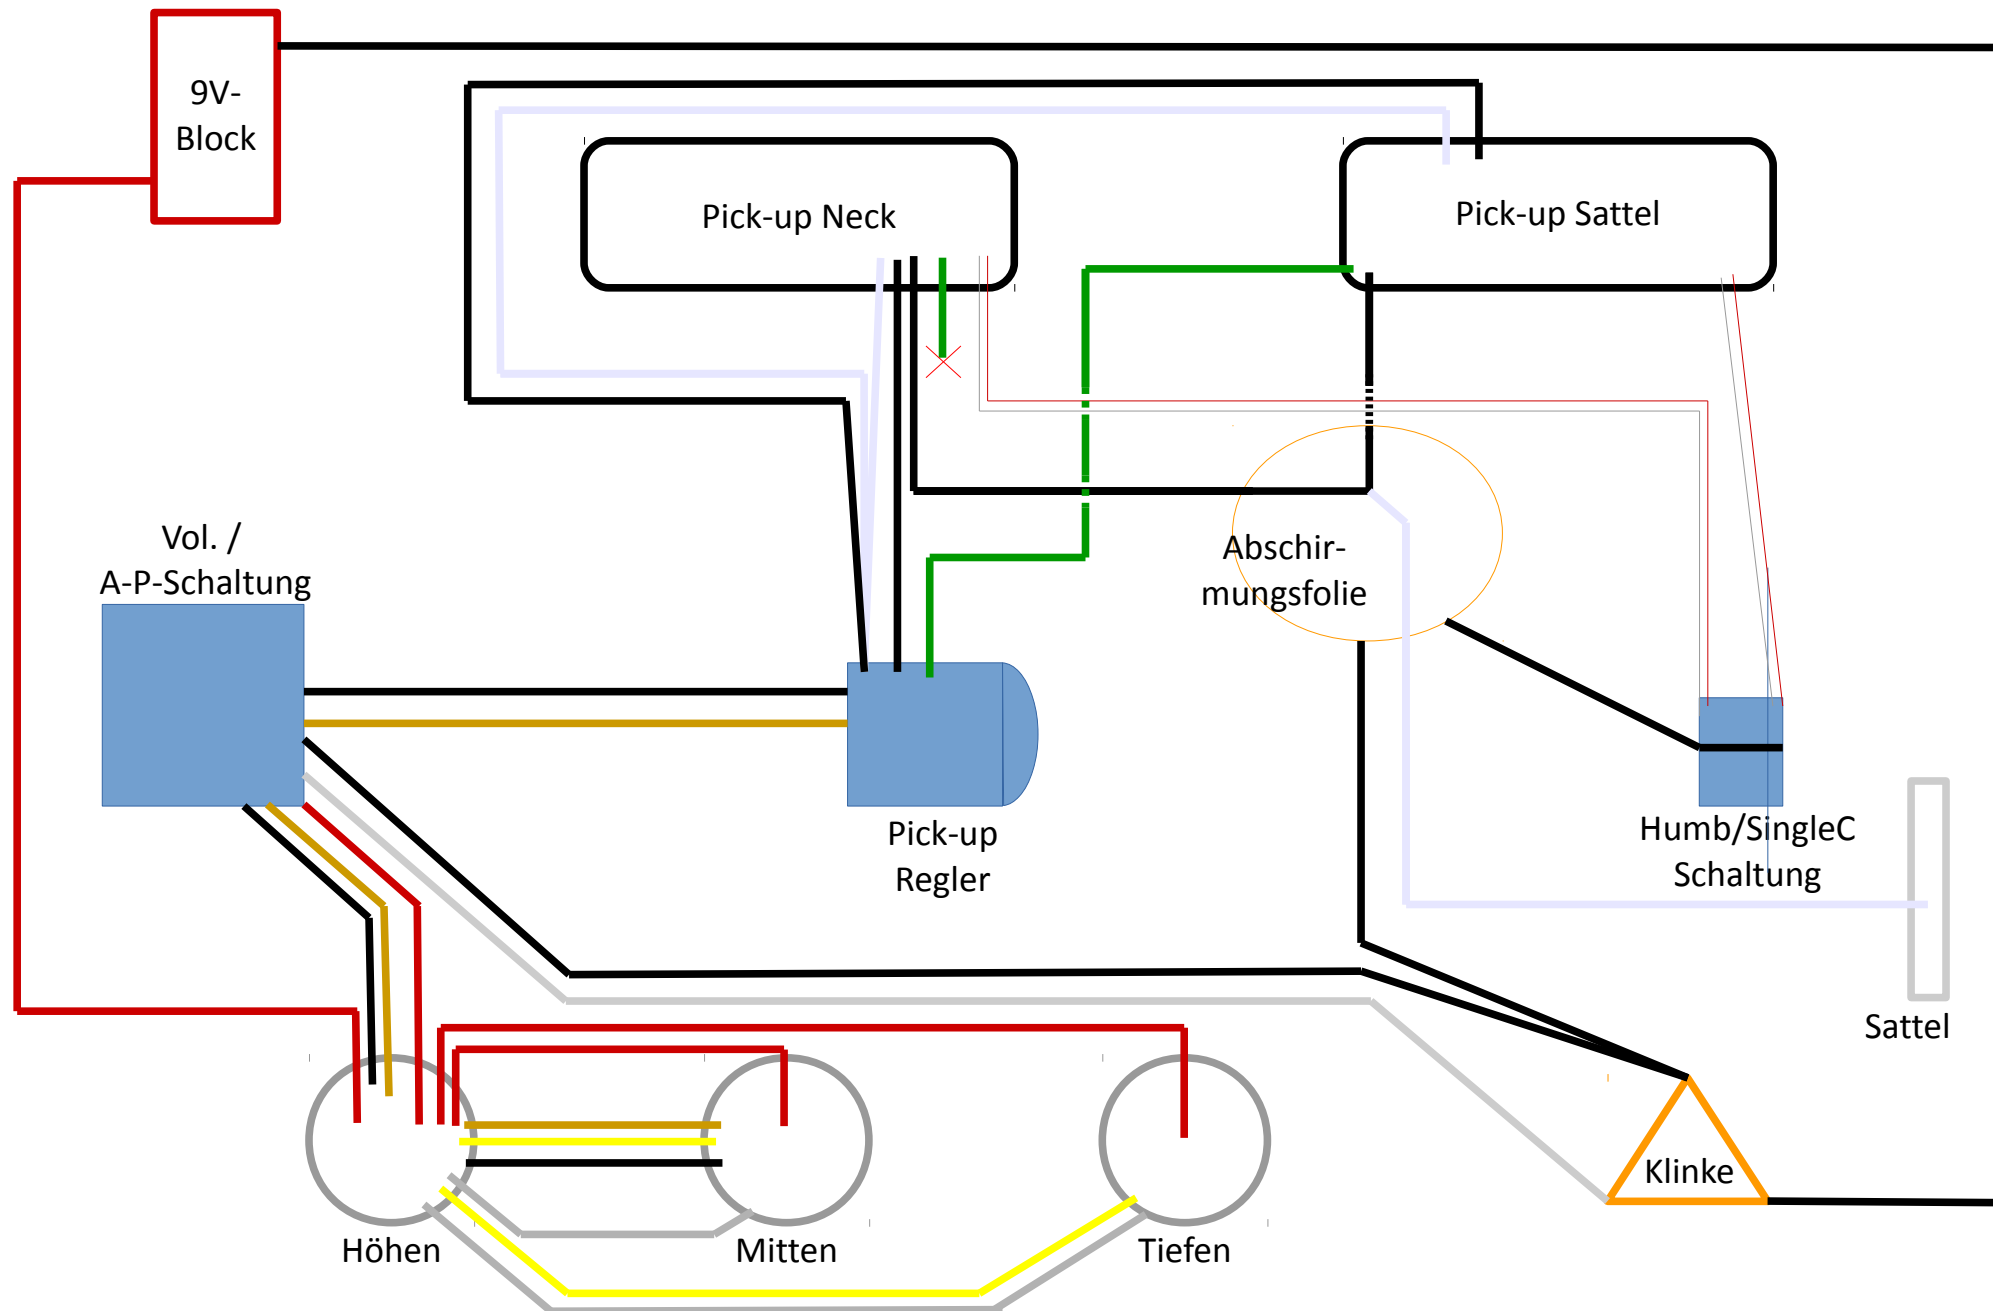 9V-
Block
Pick-up Neck
Pick-up Sattel
Vol. /
A-P-Schaltung
Abschir-
mungsfolie
Pick-up
Regler
Humb/SingleC
Schaltung
Sattel
Klinke
Höhen
Mitten
Tiefen